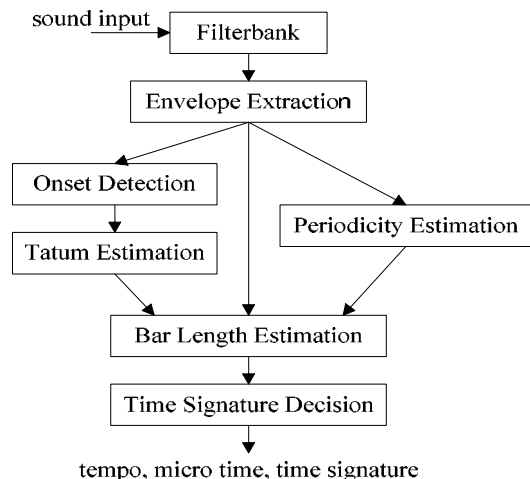 sound input
Filterbank
Envelope Extraction
Onset Detection
Periodicity Estimation
Tatum Estimation
Bar Length Estimation
Time Signature Decision
tempo, micro time, time signature